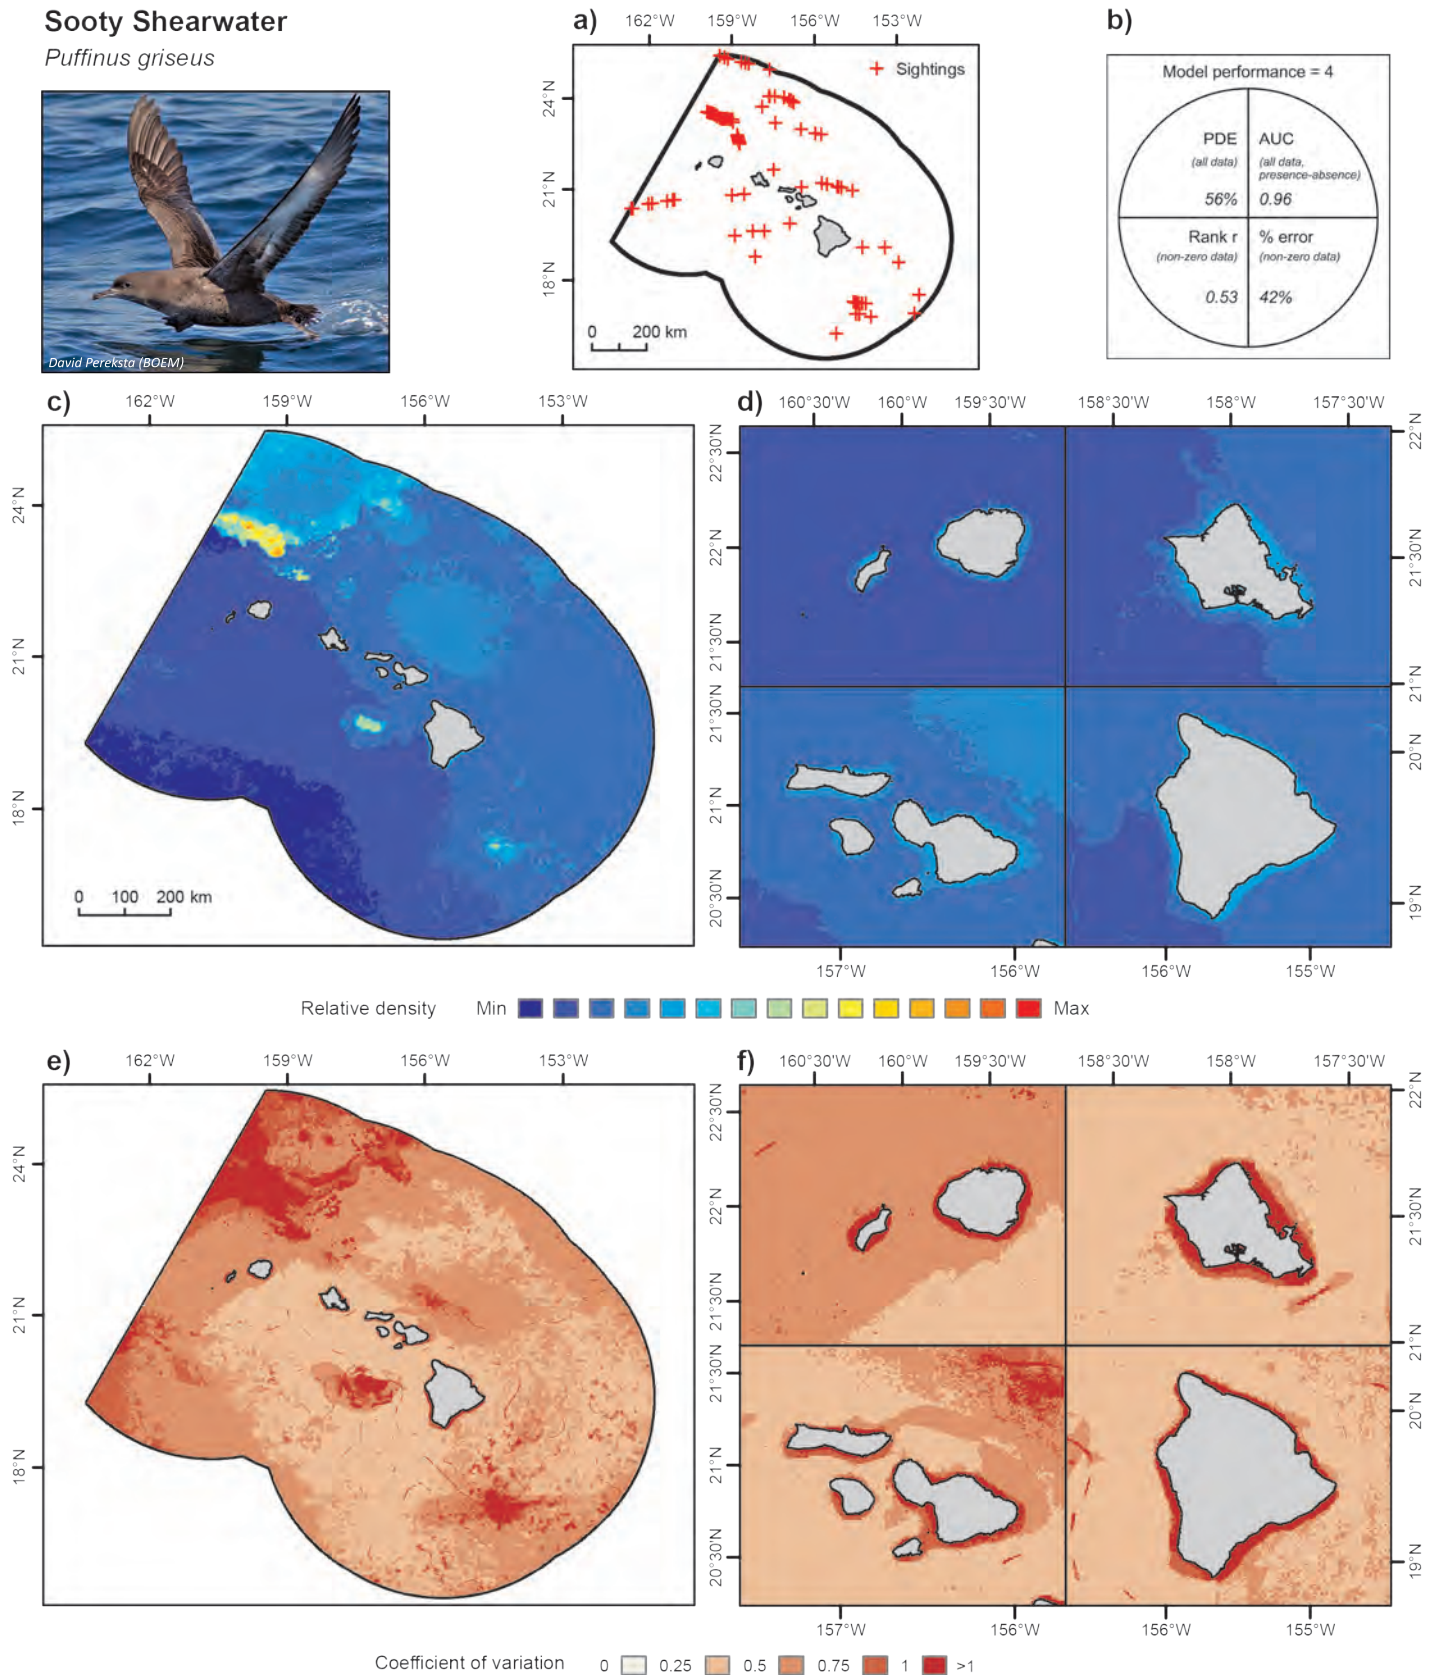 Sooty Shearwater
Puffinus griseus
David Pereksta (BOEM)
a)
162°W 159°W 156°W 153°W
24°N
21°N
18°N
Sightings
0 200 km
b)
Model performance = 4
PDE
(all data)
56%
AUC
(all data,
presence-absence)
0.96
Rank r
(non-zero data)
0.53
% error
(non-zero data)
42%
c)
162°W 159°W 156°W 153°W
24°N
21°N
18°N
0 100 200 km
d)
160°30'W 160°W 159°30'W 158°30'W 158°W 157°30'W
22°30'N
22°N
21°30'N
22°N
21°30'N
21°N
21°30'N
21°N
20°30'N
20°N
19°N
157°W 156°W 156°W 155°W
Relative density Min Max
e)
162°W 159°W 156°W 153°W
24°N
21°N
18°N
f)
160°30'W 160°W 159°30'W 158°30'W 158°W 157°30'W
22°30'N
22°N
21°30'N
22°N
21°30'N
21°N
21°30'N
21°N
20°30'N
20°N
19°N
157°W 156°W 156°W 155°W
Coefficient of variation 0 0.25 0.5 0.75 1 >1